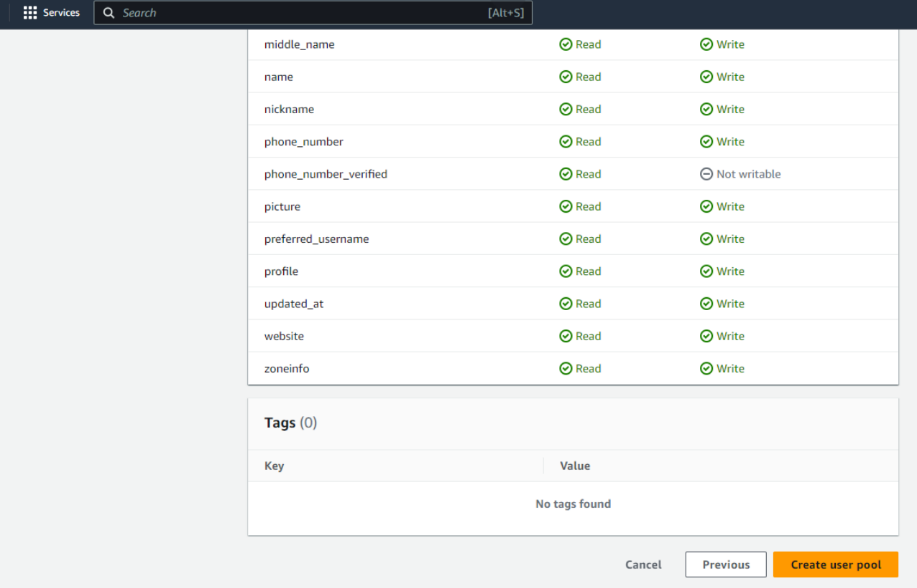 Services Search [Alt+S]
middle_name Read Write
name Read Write
nickname Read Write
phone_number Read Write
phone_number_verified Read Not writable
picture Read Write
preferred_username Read Write
profile Read Write
updated_at Read Write
website Read Write
zoneinfo Read Write
Tags (0)
Key Value
No tags found
Cancel Previous Create user pool